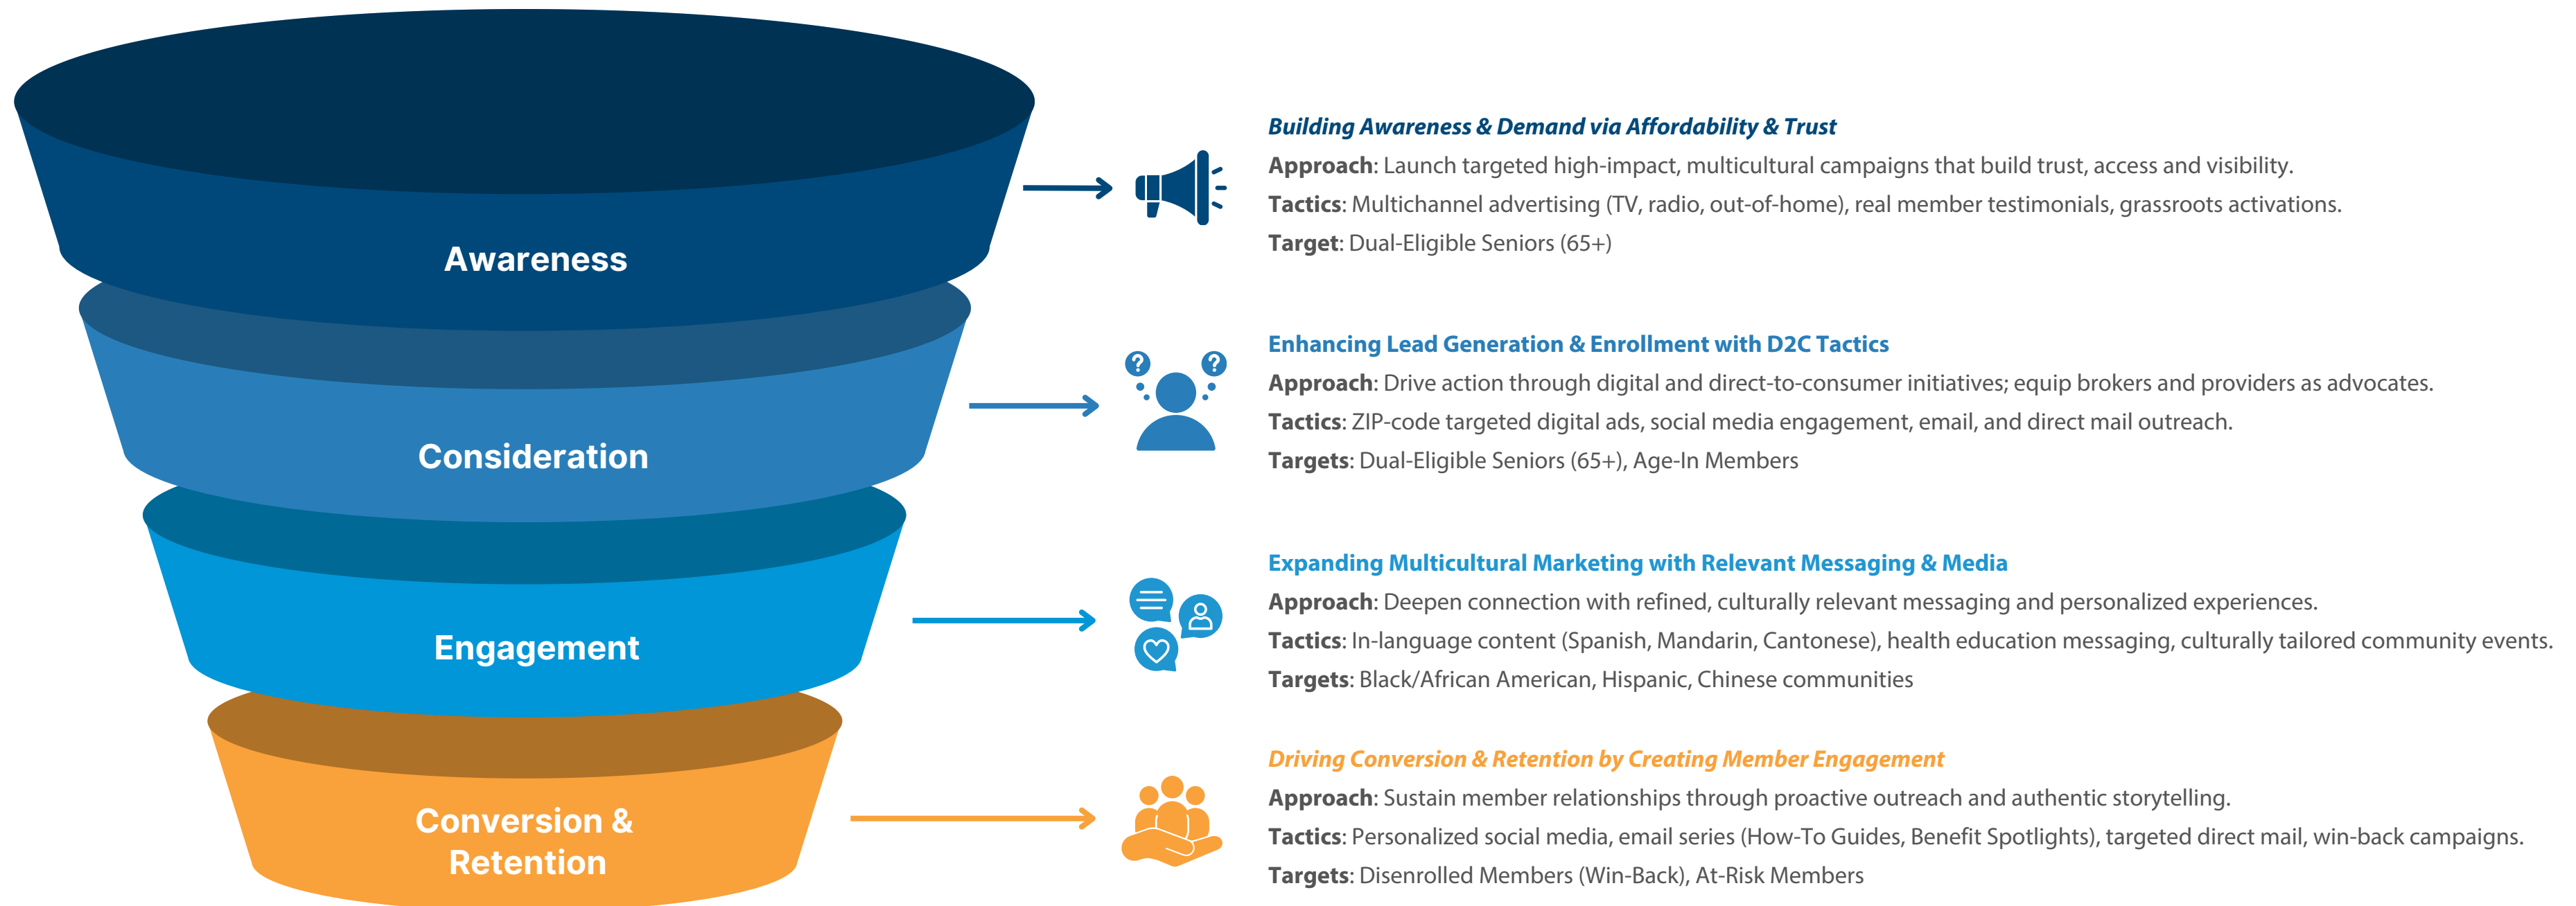 Awareness
Building Awareness & Demand via Affordability & Trust
Approach: Launch targeted high-impact, multicultural campaigns that build trust, access and visibility.
Tactics: Multichannel advertising (TV, radio, out-of-home), real member testimonials, grassroots activations.
Target: Dual-Eligible Seniors (65+)
Consideration
? ?
Enhancing Lead Generation & Enrollment with D2C Tactics
Approach: Drive action through digital and direct-to-consumer initiatives; equip brokers and providers as advocates.
Tactics: ZIP-code targeted digital ads, social media engagement, email, and direct mail outreach.
Targets: Dual-Eligible Seniors (65+), Age-In Members
Engagement
Expanding Multicultural Marketing with Relevant Messaging & Media
Approach: Deepen connection with refined, culturally relevant messaging and personalized experiences.
Tactics: In-language content (Spanish, Mandarin, Cantonese), health education messaging, culturally tailored community events.
Targets: Black/African American, Hispanic, Chinese communities
Conversion &
Retention
Driving Conversion & Retention by Creating Member Engagement
Approach: Sustain member relationships through proactive outreach and authentic storytelling.
Tactics: Personalized social media, email series (How-To Guides, Benefit Spotlights), targeted direct mail, win-back campaigns.
Targets: Disenrolled Members (Win-Back), At-Risk Members